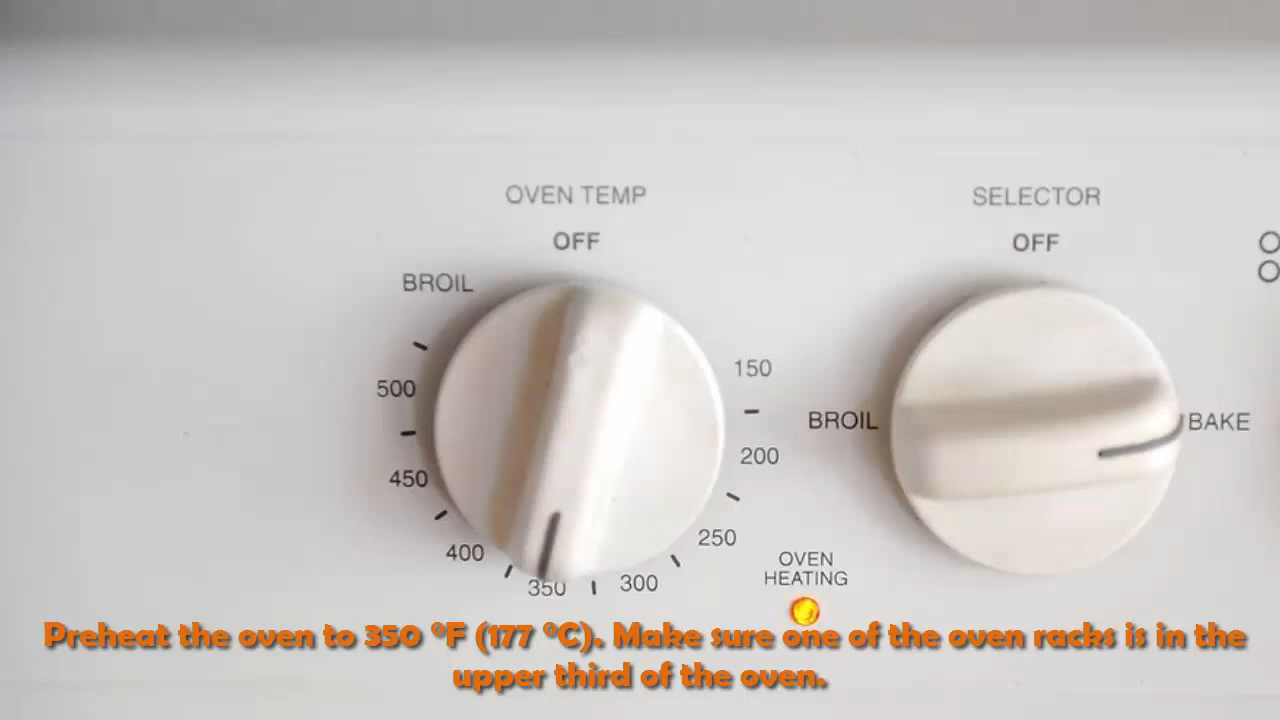 OVEN TEMP
OFF
BROIL
500
450
400
350
300
250
200
150
OVEN
HEATING
SELECTOR
OFF
BROIL
BAKE
Preheat the oven to 350 °F (177 °C). Make sure one of the oven racks is in the
upper third of the oven.